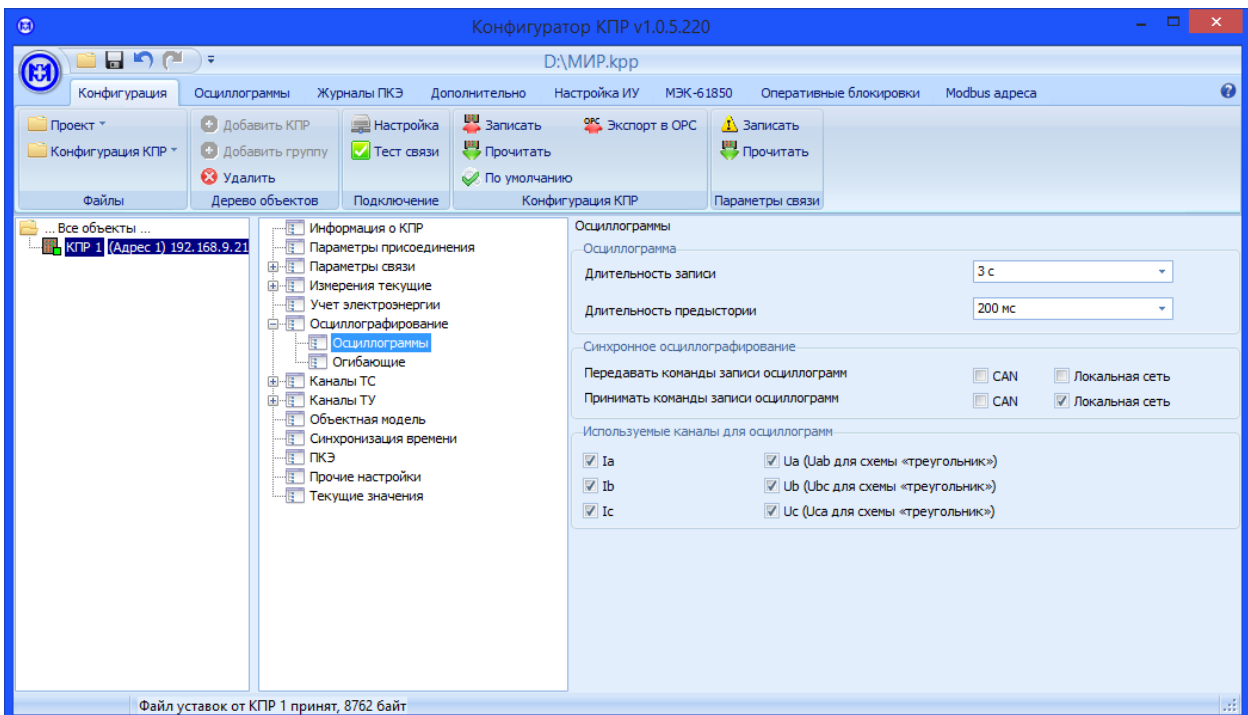 Конфигуратор КПР v1.0.5.220
D:\МИР.kpp
Конфигурация Осциллограммы Журналы ПКЭ Дополнительно Настройка ИУ МЭК-61850 Оперативные блокировки Modbus адреса
Проект Добавить КПР Настройка Записать Экспорт в OPC Записать
Конфигурация КПР Добавить группу Тест связи Прочитать Прочитать
Удалить По умолчанию
Файлы Дерево объектов Подключение Конфигурация КПР Параметры связи
... Все объекты ...
КПР 1 (Адрес 1) 192.168.9.21
Информация о КПР
Параметры присоединения
Параметры связи
Измерения текущие
Учет электроэнергии
Осциллографирование
Осциллограммы
Огибающие
Каналы ТС
Каналы ТУ
Объектная модель
Синхронизация времени
ПКЭ
Прочие настройки
Текущие значения
Осциллограммы
Осциллограмма
Длительность записи 3 с
Длительность предыстории 200 мс
Синхронное осциллографирование
Передавать команды записи осциллограмм CAN Локальная сеть
Принимать команды записи осциллограмм CAN Локальная сеть
Используемые каналы для осциллограмм
Ia Ua (Uab для схемы «треугольник»)
Ib Ub (Ubc для схемы «треугольник»)
Ic Uc (Uca для схемы «треугольник»)
Файл уставок от КПР 1 принят, 8762 байт